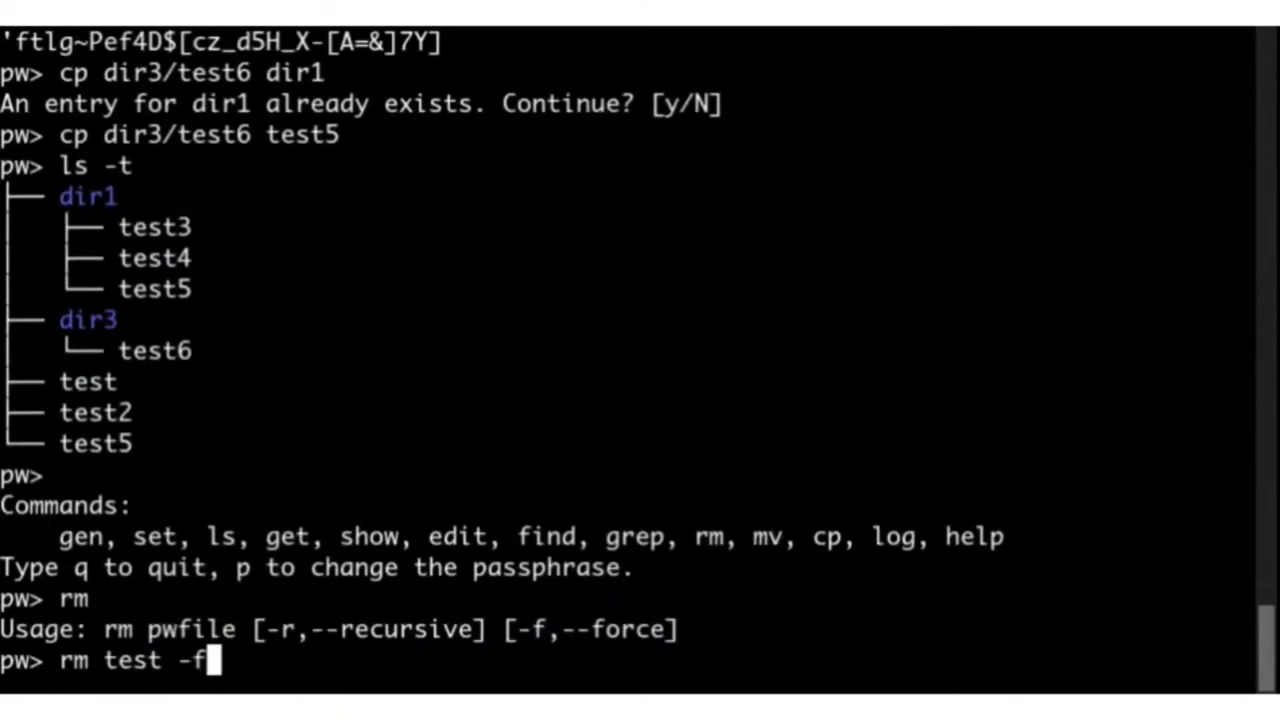 'ftlg~Pef4D$[cz_d5H_X-[A=&]7Y]
pw> cp dir3/test6 dir1
An entry for dir1 already exists. Continue? [y/N]
pw> cp dir3/test6 test5
pw> ls -t
├── dir1
│   ├── test3
│   ├── test4
│   └── test5
├── dir3
│   └── test6
├── test
├── test2
└── test5
pw>
Commands:
    gen, set, ls, get, show, edit, find, grep, rm, mv, cp, log, help
Type q to quit, p to change the passphrase.
pw> rm
Usage: rm pwfile [-r,--recursive] [-f,--force]
pw> rm test -f